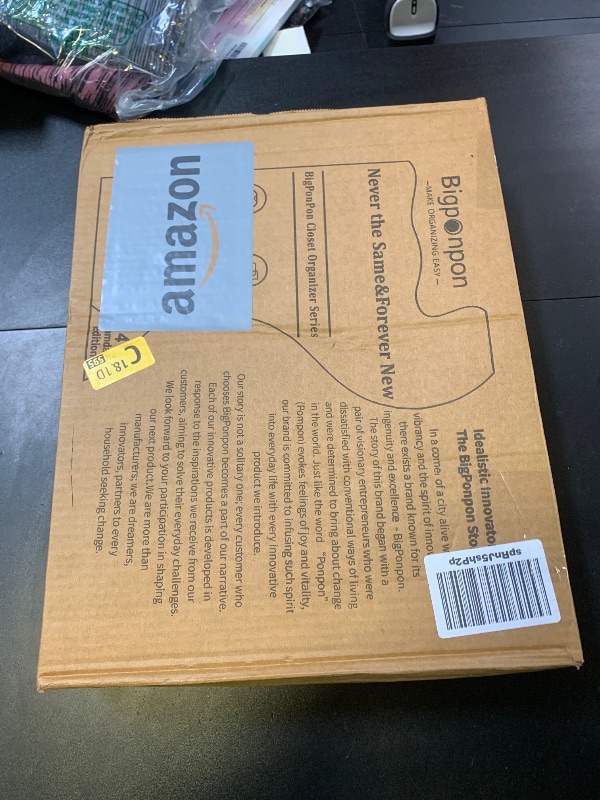 Bigponpon
—MAKE ORGANIZING EASY—
Never the Same&Forever New
BigPonPon Closet Organizer Series
amazon
4
C18.1D
585
Idealistic Innovato
The BigPonpon Sto
In a corner of a city alive w
vibrancy and the spirit of innov
there exists a brand known for its
ingenuity and excellence - BigPonpon.
The story of this brand began with a
pair of visionary entrepreneurs who were
dissatisfied with conventional ways of living
and were determined to bring about change
in the world. Just like the word "Ponpon"
(Pompon) evokes feelings of joy and vitality,
our brand is committed to infusing such spirit
into everyday life with every innovative
product we introduce.
Our story is not a solitary one; every customer who
chooses BigPonpon becomes a part of our narrative.
Each of our innovative products is developed in
response to the inspirations we receive from our
customers, aiming to solve their everyday challenges.
We look forward to your participation in shaping
our next product.We are more than
manufacturers; we are dreamers,
innovators, partners to every
household seeking change.
spRnJ5shP2p